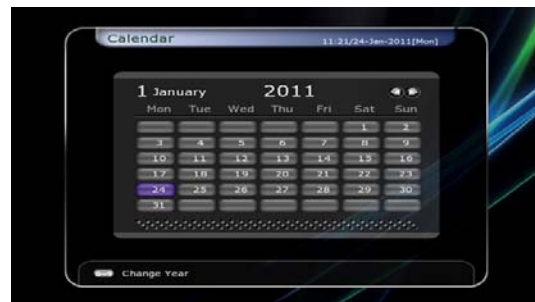 Calendar 11:21/24-Jan-2011[Mon]
1 January 2011
Mon Tue Wed Thu Fri Sat Sun
1 2
3 4 5 6 7 8 9
10 11 12 13 14 15 16
17 18 19 20 21 22 23
24 25 26 27 28 29 30
31
Change Year